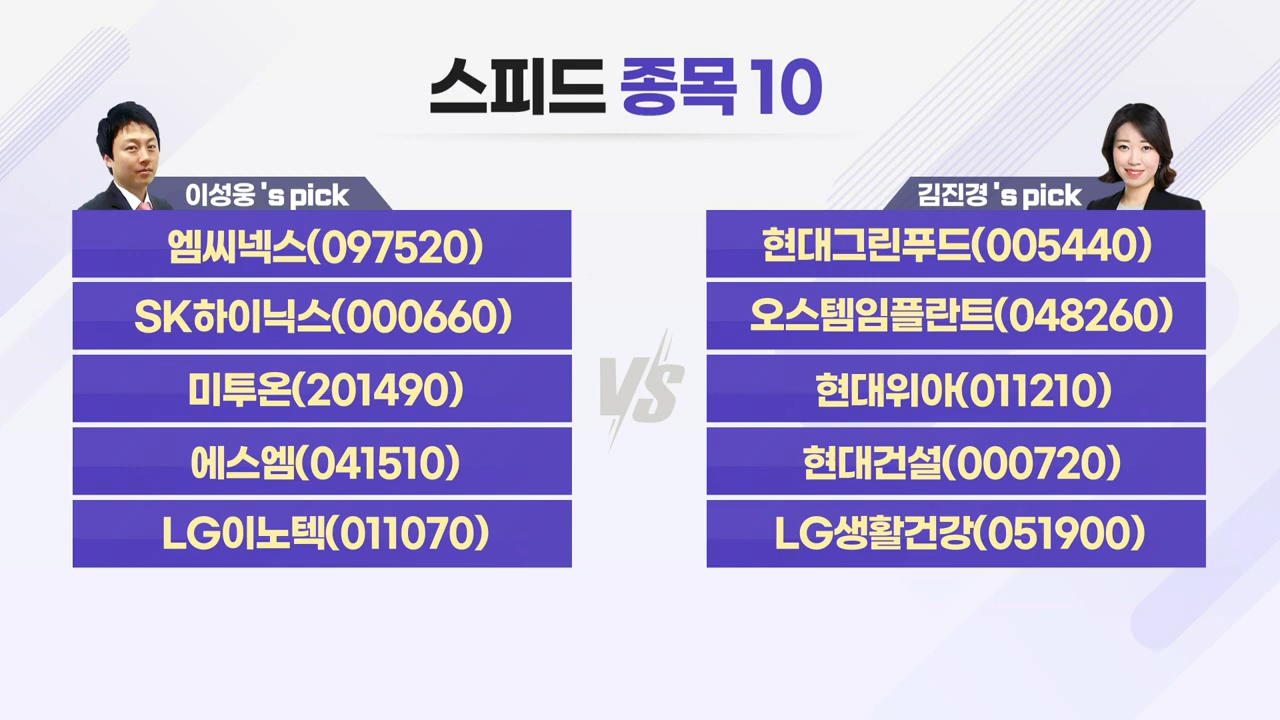 스피드 종목 10
이성웅 's pick
엠씨넥스(097520)
SK하이닉스(000660)
미투온(201490)
에스엠(041510)
LG이노텍(011070)
VS
김진경 's pick
현대그린푸드(005440)
오스템임플란트(048260)
현대위아(011210)
현대건설(000720)
LG생활건강(051900)